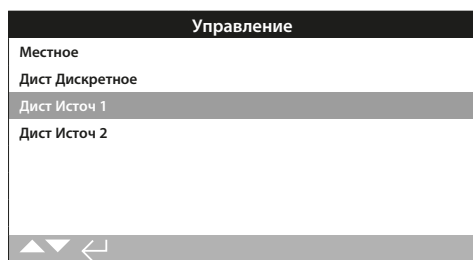 Управление
Местное
Дист Дискретное
Дист Источ 1
Дист Источ 2